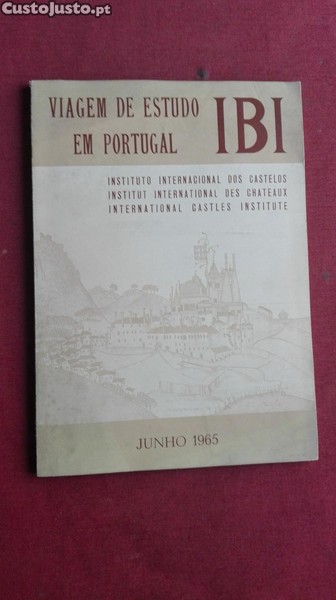 CustoJusto.pt
VIAGEM DE ESTUDO
EM PORTUGAL
IBI
INSTITUTO INTERNACIONAL DOS CASTELOS
INSTITUT INTERNATIONAL DES CHATEAUX
INTERNATIONAL CASTLES INSTITUTE
JUNHO 1965